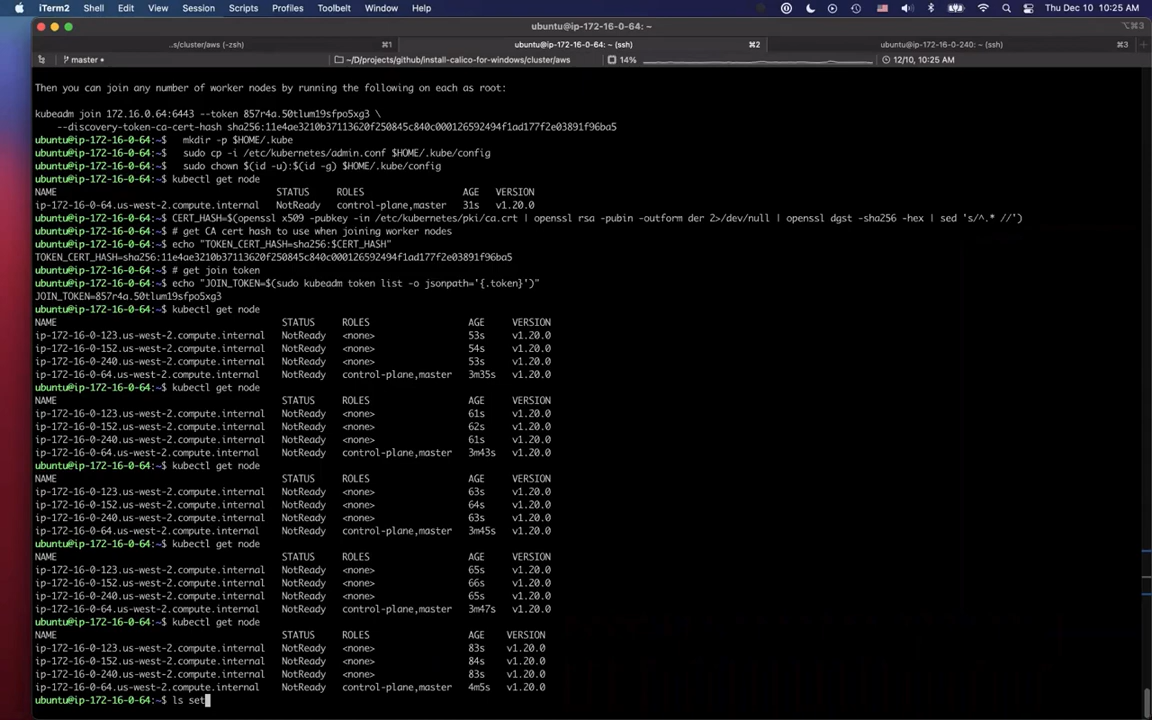 iTerm2 Shell Edit View Session Scripts Profiles Toolbelt Window Help Thu Dec 10 10:25 AM
ubuntu@ip-172-16-0-64: ~ ⌥⌘3
..s/cluster/aws (-zsh) ⌘1 ubuntu@ip-172-16-0-64: ~ (ssh) ⌘2 ubuntu@ip-172-16-0-240: ~ (ssh) ⌘3
master ~/D/projects/github/install-calico-for-windows/cluster/aws 14% 12/10, 10:25 AM
Then you can join any number of worker nodes by running the following on each as root:
kubeadm join 172.16.0.64:6443 --token 857r4a.50tlum19sfpo5xg3 \
--discovery-token-ca-cert-hash sha256:11e4ae3210b37113620f250845c840c000126592494f1ad177f2e03891f96ba5
ubuntu@ip-172-16-0-64:~$ mkdir -p $HOME/.kube
ubuntu@ip-172-16-0-64:~$ sudo cp -i /etc/kubernetes/admin.conf $HOME/.kube/config
ubuntu@ip-172-16-0-64:~$ sudo chown $(id -u):$(id -g) $HOME/.kube/config
ubuntu@ip-172-16-0-64:~$ kubectl get node
NAME STATUS ROLES AGE VERSION
ip-172-16-0-64.us-west-2.compute.internal NotReady control-plane,master 31s v1.20.0
ubuntu@ip-172-16-0-64:~$ CERT_HASH=$(openssl x509 -pubkey -in /etc/kubernetes/pki/ca.crt | openssl rsa -pubin -outform der 2>/dev/null | openssl dgst -sha256 -hex | sed 's/^.* //')
ubuntu@ip-172-16-0-64:~$ # get CA cert hash to use when joining worker nodes
ubuntu@ip-172-16-0-64:~$ echo "TOKEN_CERT_HASH=sha256:$CERT_HASH"
TOKEN_CERT_HASH=sha256:11e4ae3210b37113620f250845c840c000126592494f1ad177f2e03891f96ba5
ubuntu@ip-172-16-0-64:~$ # get join token
ubuntu@ip-172-16-0-64:~$ echo "JOIN_TOKEN=$(sudo kubeadm token list -o jsonpath='{.token}')"
JOIN_TOKEN=857r4a.50tlum19sfpo5xg3
ubuntu@ip-172-16-0-64:~$ kubectl get node
NAME STATUS ROLES AGE VERSION
ip-172-16-0-123.us-west-2.compute.internal NotReady <none> 53s v1.20.0
ip-172-16-0-152.us-west-2.compute.internal NotReady <none> 54s v1.20.0
ip-172-16-0-240.us-west-2.compute.internal NotReady <none> 53s v1.20.0
ip-172-16-0-64.us-west-2.compute.internal NotReady control-plane,master 3m35s v1.20.0
ubuntu@ip-172-16-0-64:~$ kubectl get node
NAME STATUS ROLES AGE VERSION
ip-172-16-0-123.us-west-2.compute.internal NotReady <none> 61s v1.20.0
ip-172-16-0-152.us-west-2.compute.internal NotReady <none> 62s v1.20.0
ip-172-16-0-240.us-west-2.compute.internal NotReady <none> 61s v1.20.0
ip-172-16-0-64.us-west-2.compute.internal NotReady control-plane,master 3m43s v1.20.0
ubuntu@ip-172-16-0-64:~$ kubectl get node
NAME STATUS ROLES AGE VERSION
ip-172-16-0-123.us-west-2.compute.internal NotReady <none> 63s v1.20.0
ip-172-16-0-152.us-west-2.compute.internal NotReady <none> 64s v1.20.0
ip-172-16-0-240.us-west-2.compute.internal NotReady <none> 63s v1.20.0
ip-172-16-0-64.us-west-2.compute.internal NotReady control-plane,master 3m45s v1.20.0
ubuntu@ip-172-16-0-64:~$ kubectl get node
NAME STATUS ROLES AGE VERSION
ip-172-16-0-123.us-west-2.compute.internal NotReady <none> 65s v1.20.0
ip-172-16-0-152.us-west-2.compute.internal NotReady <none> 66s v1.20.0
ip-172-16-0-240.us-west-2.compute.internal NotReady <none> 65s v1.20.0
ip-172-16-0-64.us-west-2.compute.internal NotReady control-plane,master 3m47s v1.20.0
ubuntu@ip-172-16-0-64:~$ kubectl get node
NAME STATUS ROLES AGE VERSION
ip-172-16-0-123.us-west-2.compute.internal NotReady <none> 83s v1.20.0
ip-172-16-0-152.us-west-2.compute.internal NotReady <none> 84s v1.20.0
ip-172-16-0-240.us-west-2.compute.internal NotReady <none> 83s v1.20.0
ip-172-16-0-64.us-west-2.compute.internal NotReady control-plane,master 4m5s v1.20.0
ubuntu@ip-172-16-0-64:~$ ls set